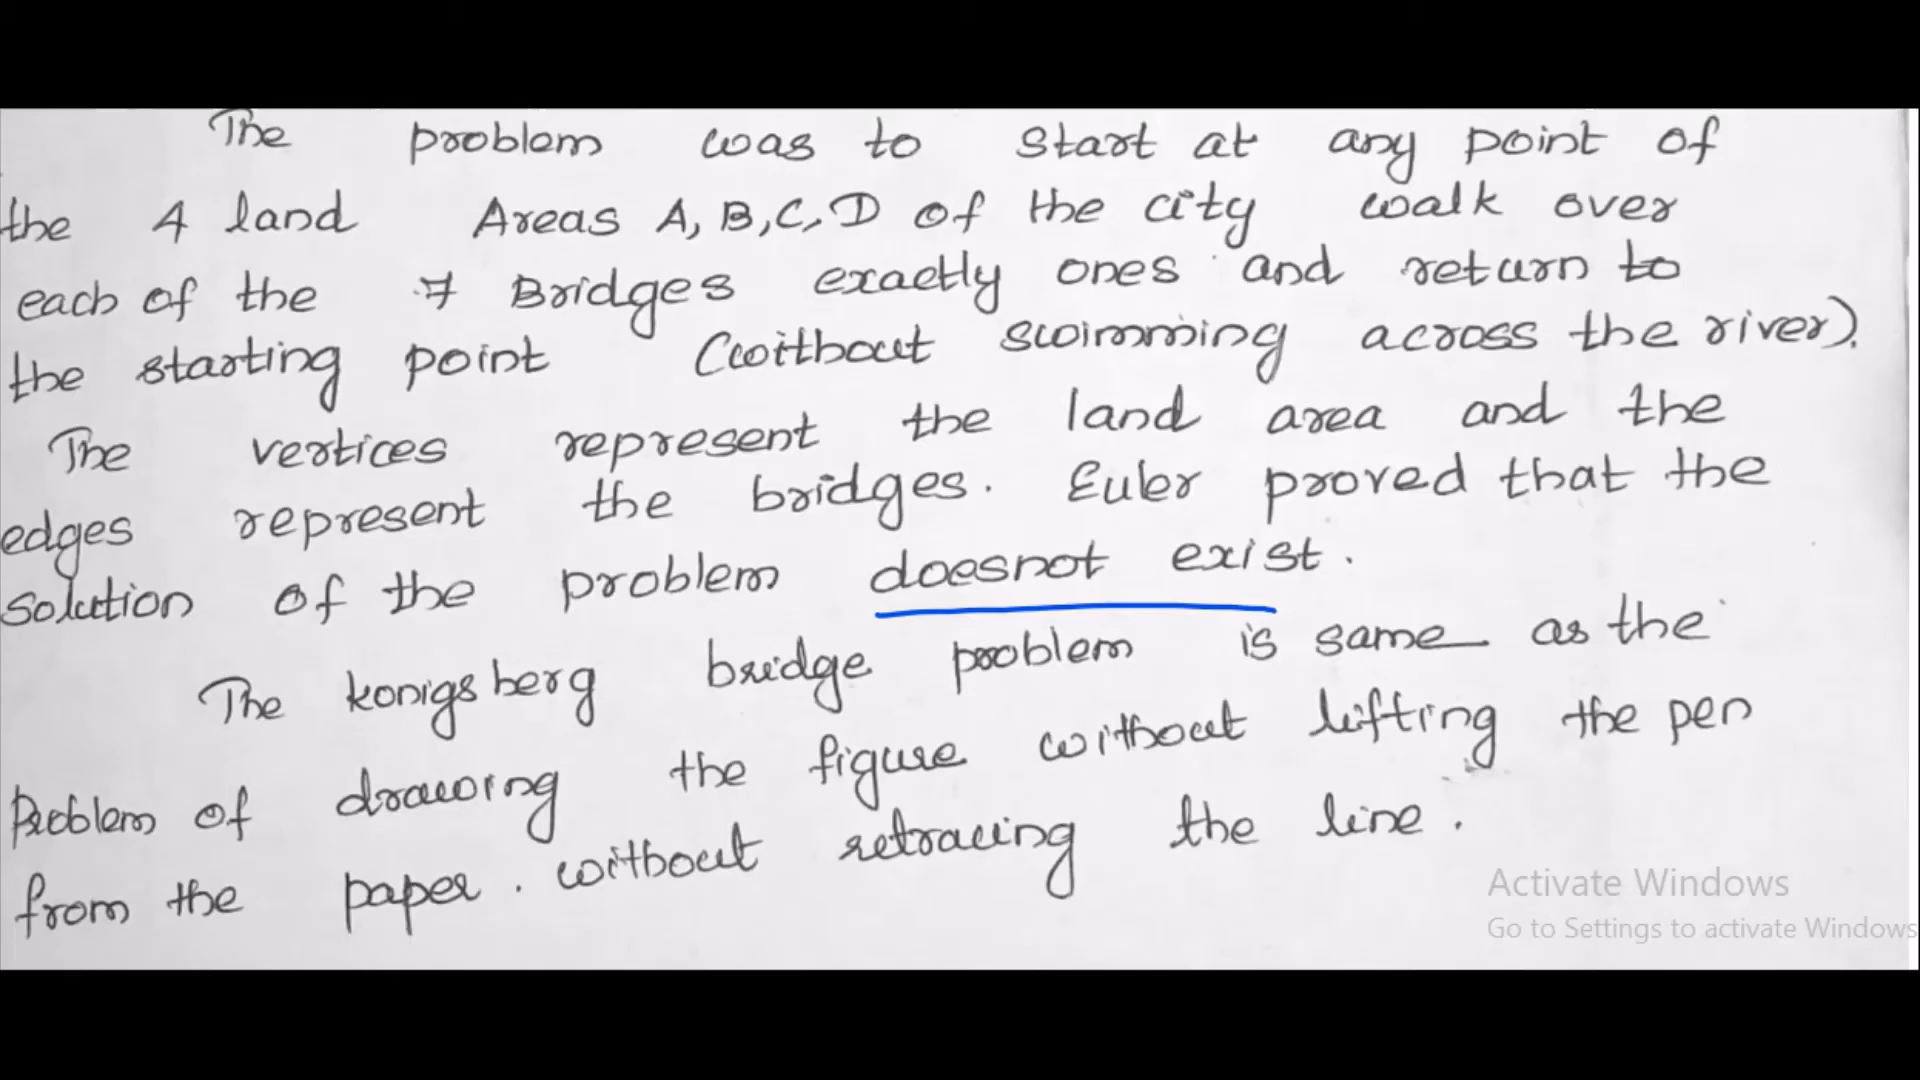 The problem was to start at any point of
the 4 land Areas A, B, C, D of the city walk over
each of the 7 Bridges exactly ones and return to
the starting point (without swimming across the river).
The vertices represent the land area and the
edges represent the bridges. Euler proved that the
solution of the problem doesnot exist.
The konigsberg bridge problem is same as the
Problem of drawing the figure without lifting the pen
from the paper. without retracing the line.
Activate Windows
Go to Settings to activate Windows